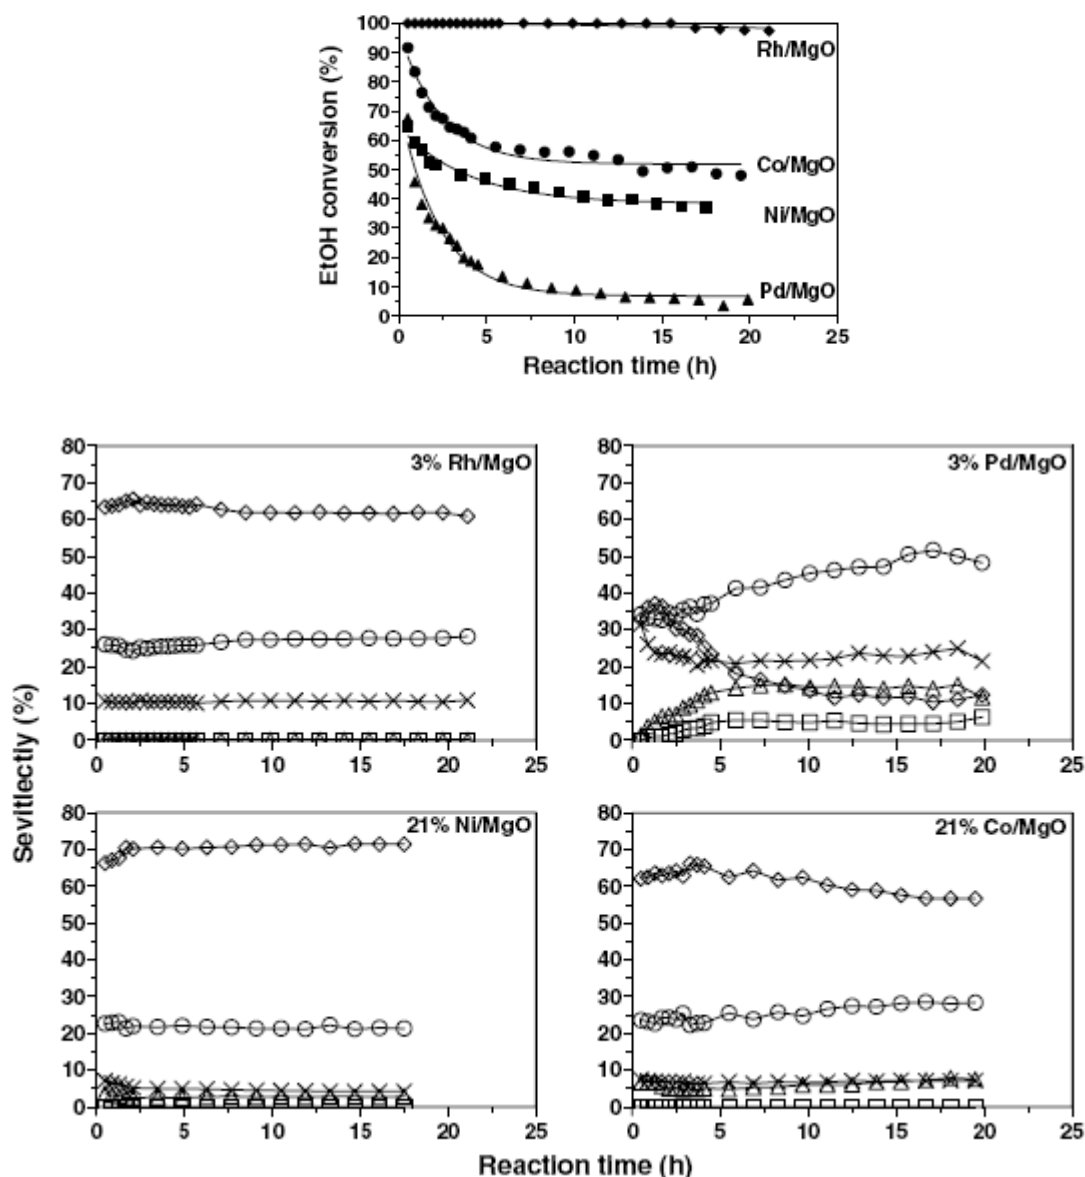 100
90
80
70
60
50
40
30
20
10
0
EtOH conversion (%)
Rh/MgO
Co/MgO
Ni/MgO
Pd/MgO
0 5 10 15 20 25
Reaction time (h)
Sevitlectly (%)
80
70
60
50
40
30
20
10
0
3% Rh/MgO
0 5 10 15 20 25
80
70
60
50
40
30
20
10
0
3% Pd/MgO
0 5 10 15 20 25
80
70
60
50
40
30
20
10
0
21% Ni/MgO
0 5 10 15 20 25
80
70
60
50
40
30
20
10
0
21% Co/MgO
0 5 10 15 20 25
Reaction time (h)